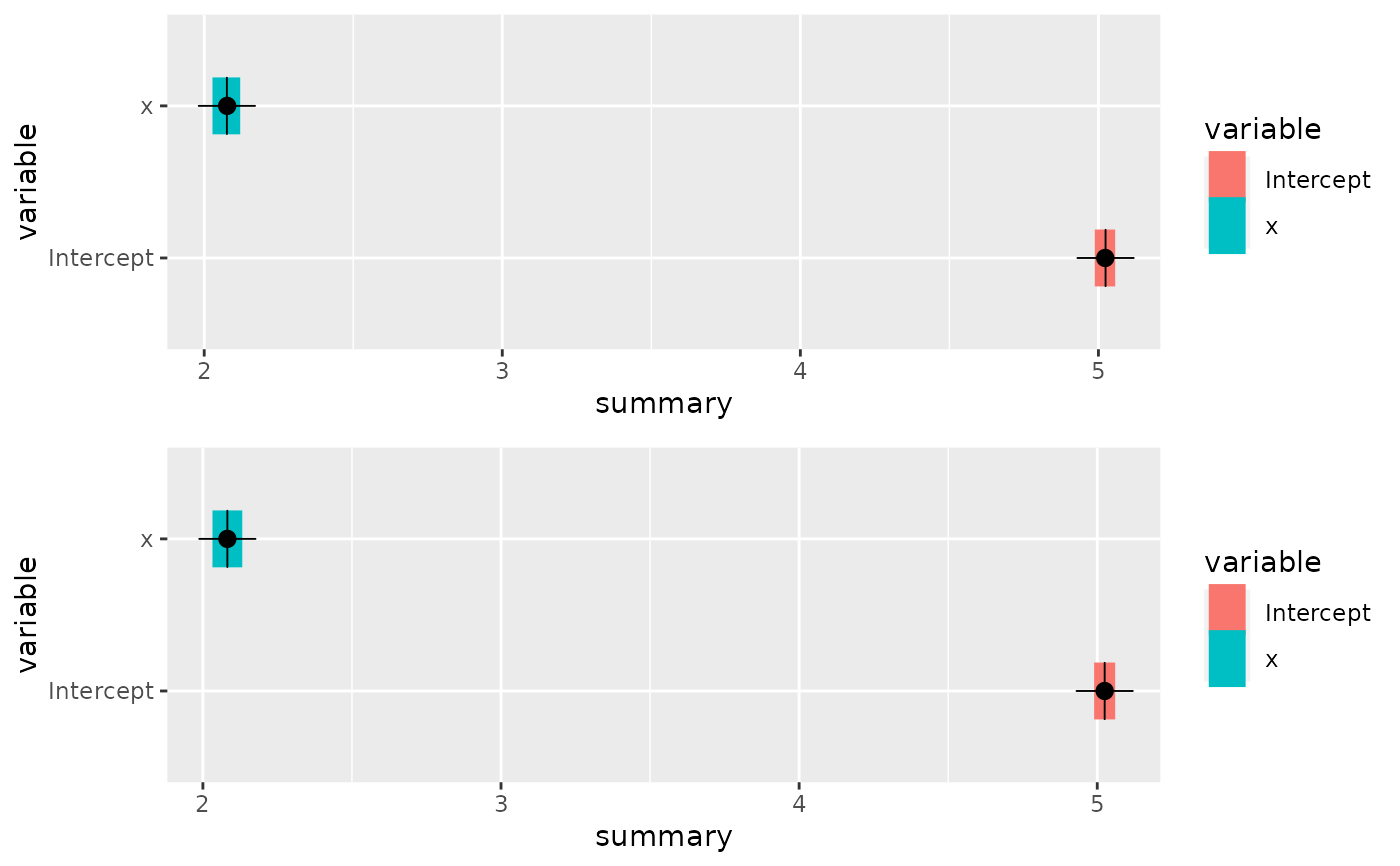 variable
x
Intercept
2 3 4 5
summary
variable
Intercept
x
variable
x
Intercept
2 3 4 5
summary
variable
Intercept
x